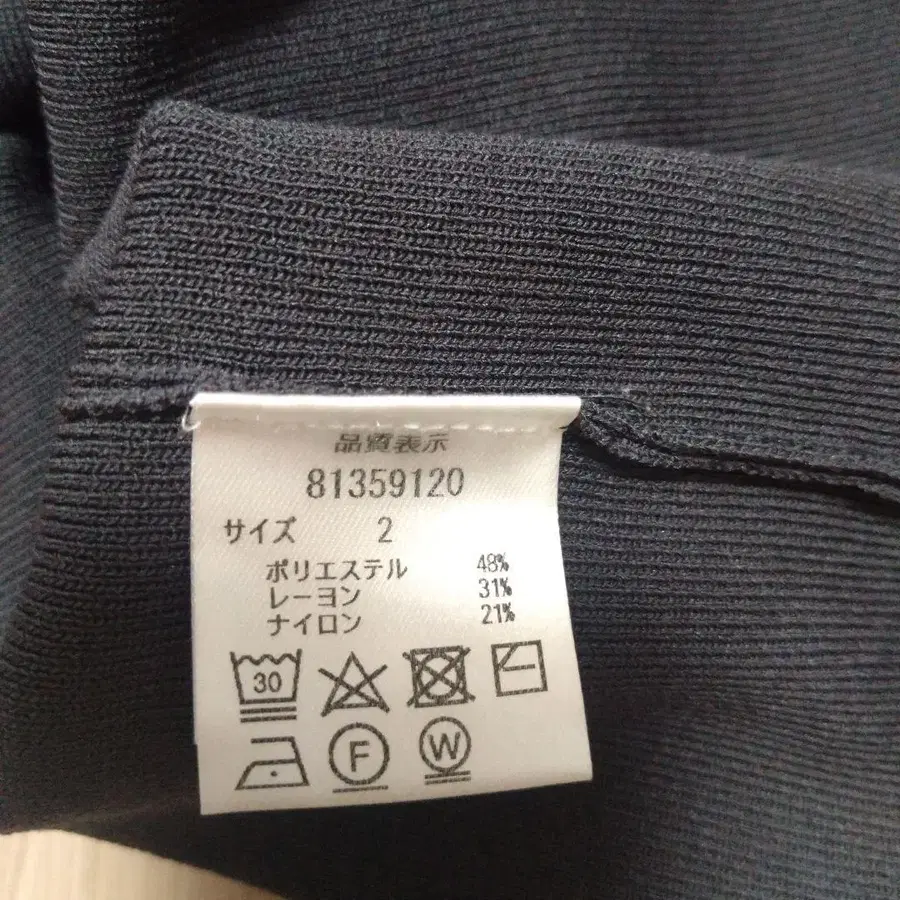 品質表示
81359120
サイズ 2
ポリエステル 48%
レーヨン 31%
ナイロン 21%
30
F W